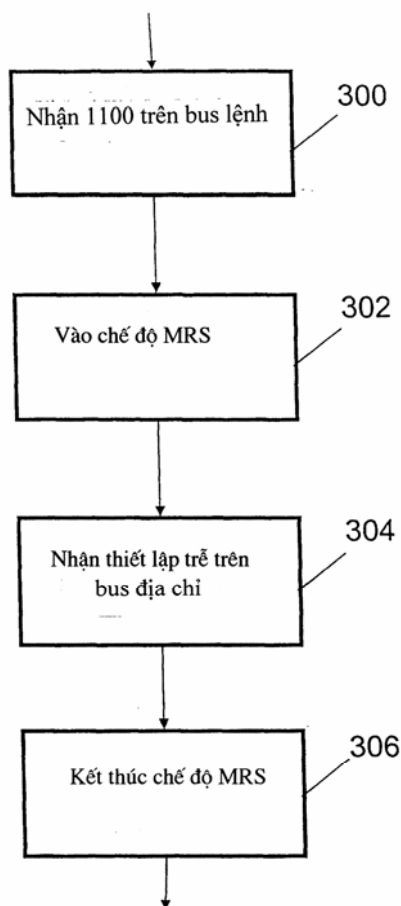 Nhận 1100 trên bus lệnh
300
Vào chế độ MRS
302
Nhận thiết lập trễ trên
bus địa chỉ
304
Kết thúc chế độ MRS
306